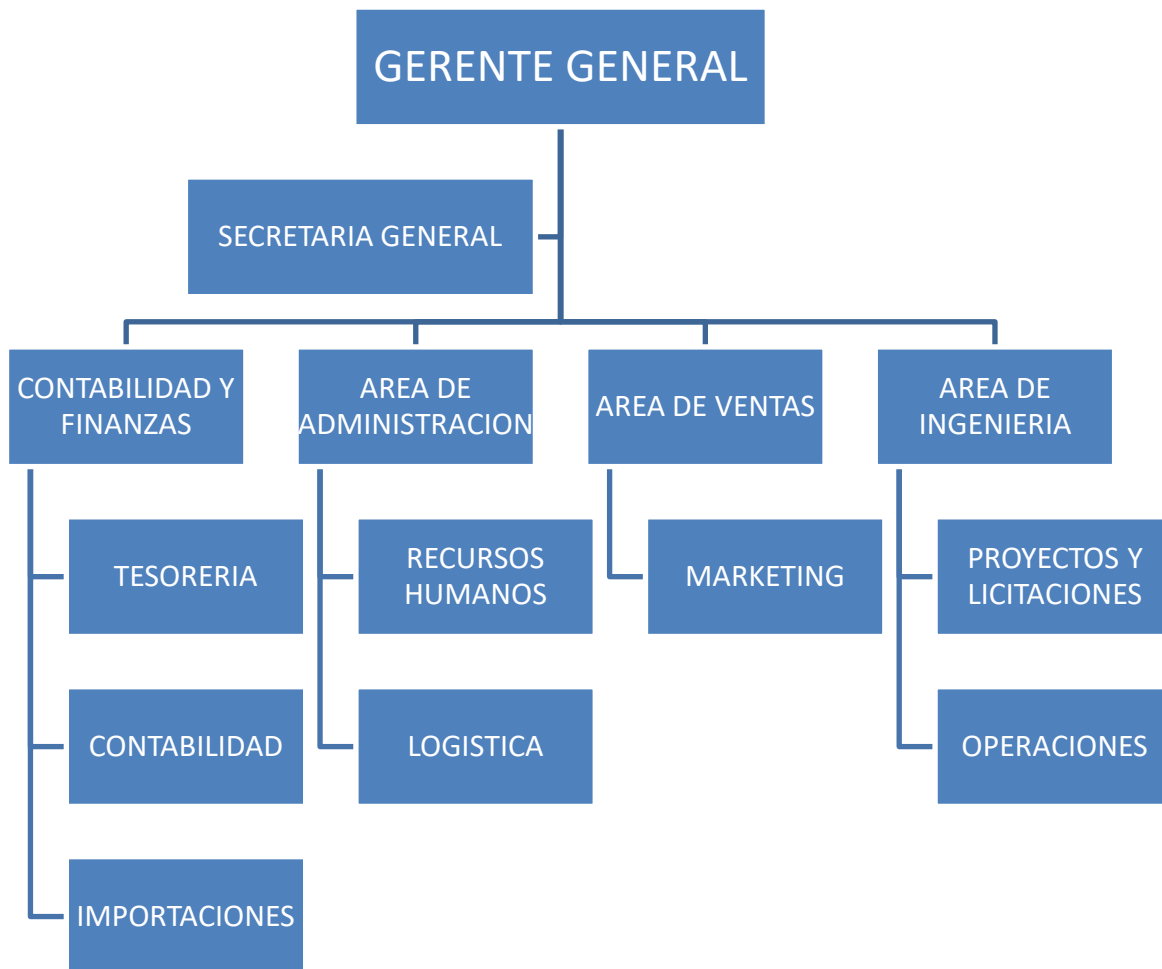 GERENTE GENERAL
SECRETARIA GENERAL
CONTABILIDAD Y
FINANZAS
AREA DE
ADMINISTRACION
AREA DE VENTAS
AREA DE
INGENIERIA
TESORERIA
RECURSOS
HUMANOS
MARKETING
PROYECTOS Y
LICITACIONES
CONTABILIDAD
LOGISTICA
OPERACIONES
IMPORTACIONES